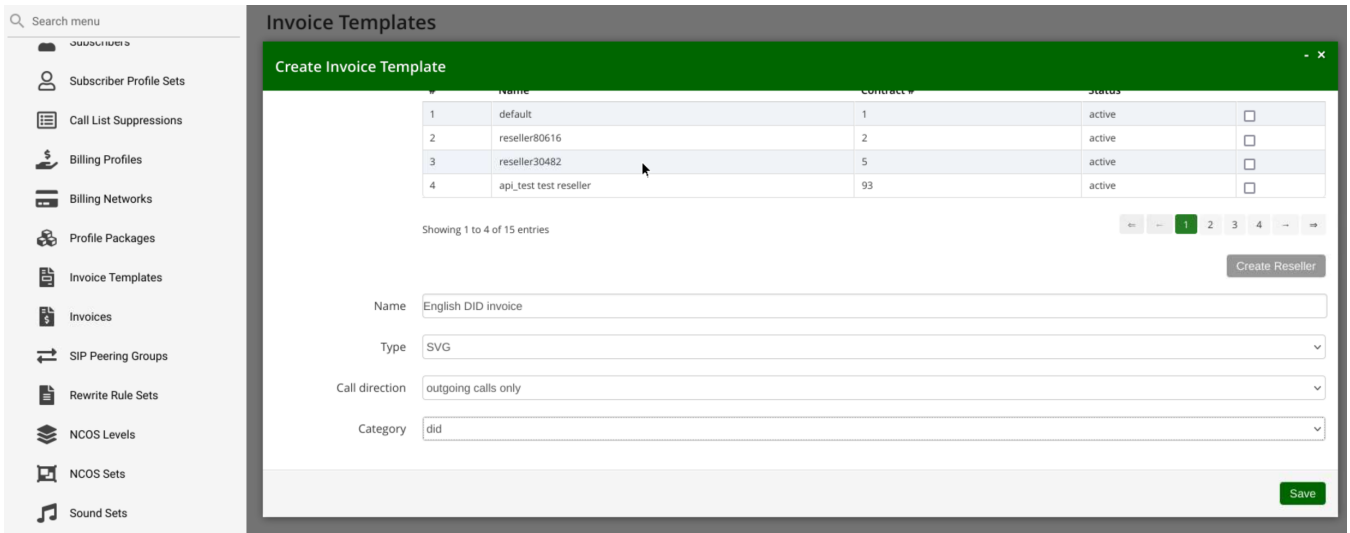 Search menu
Subscribers
Subscriber Profile Sets
Call List Suppressions
Billing Profiles
Billing Networks
Profile Packages
Invoice Templates
Invoices
SIP Peering Groups
Rewrite Rule Sets
NCOS Levels
NCOS Sets
Sound Sets
Invoice Templates
Create Invoice Template
- ×
# Name Contract # Status
1 default 1 active
2 reseller80616 2 active
3 reseller30482 5 active
4 api_test test reseller 93 active
Showing 1 to 4 of 15 entries
⇐ ← 1 2 3 4 → ⇒
Create Reseller
Name English DID invoice
Type SVG
Call direction outgoing calls only
Category did
Save